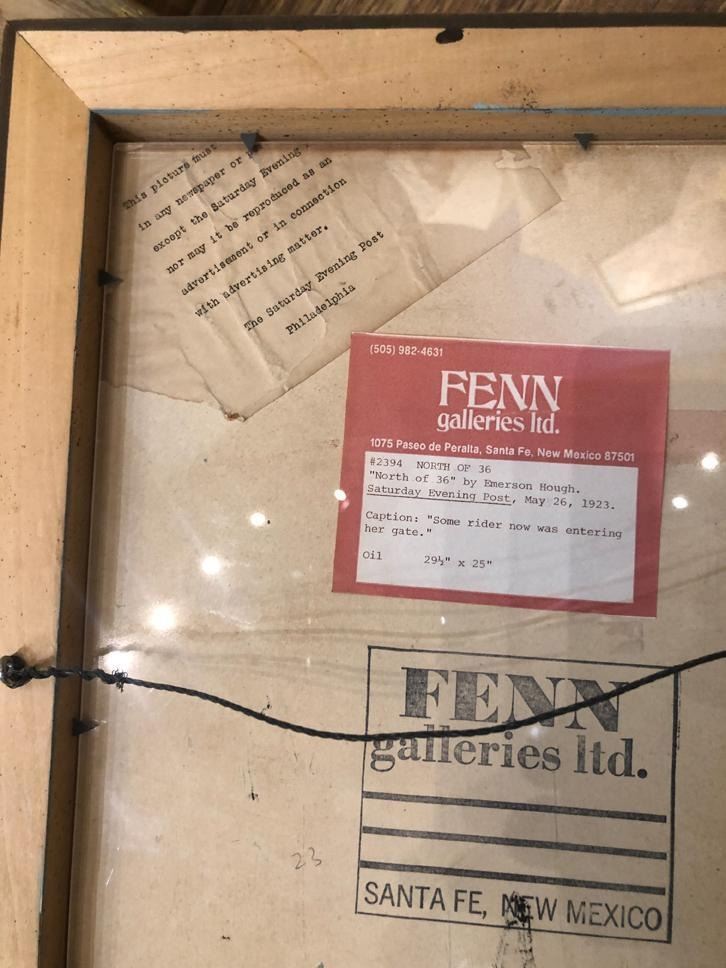 This picture must
in any newspaper or
except the Saturday Evening
nor may it be reproduced as an
advertisement or in connection
with advertising matter.
The Saturday Evening Post
Philadelphia
(505) 982-4631
FENN
galleries ltd.
1075 Paseo de Peralta, Santa Fe, New Mexico 87501
#2394 NORTH OF 36
"North of 36" by Emerson Hough.
Saturday Evening Post, May 26, 1923.
Caption: "Some rider now was entering
her gate."
Oil 29½" x 25"
FENN
galleries ltd.
SANTA FE, NEW MEXICO
23